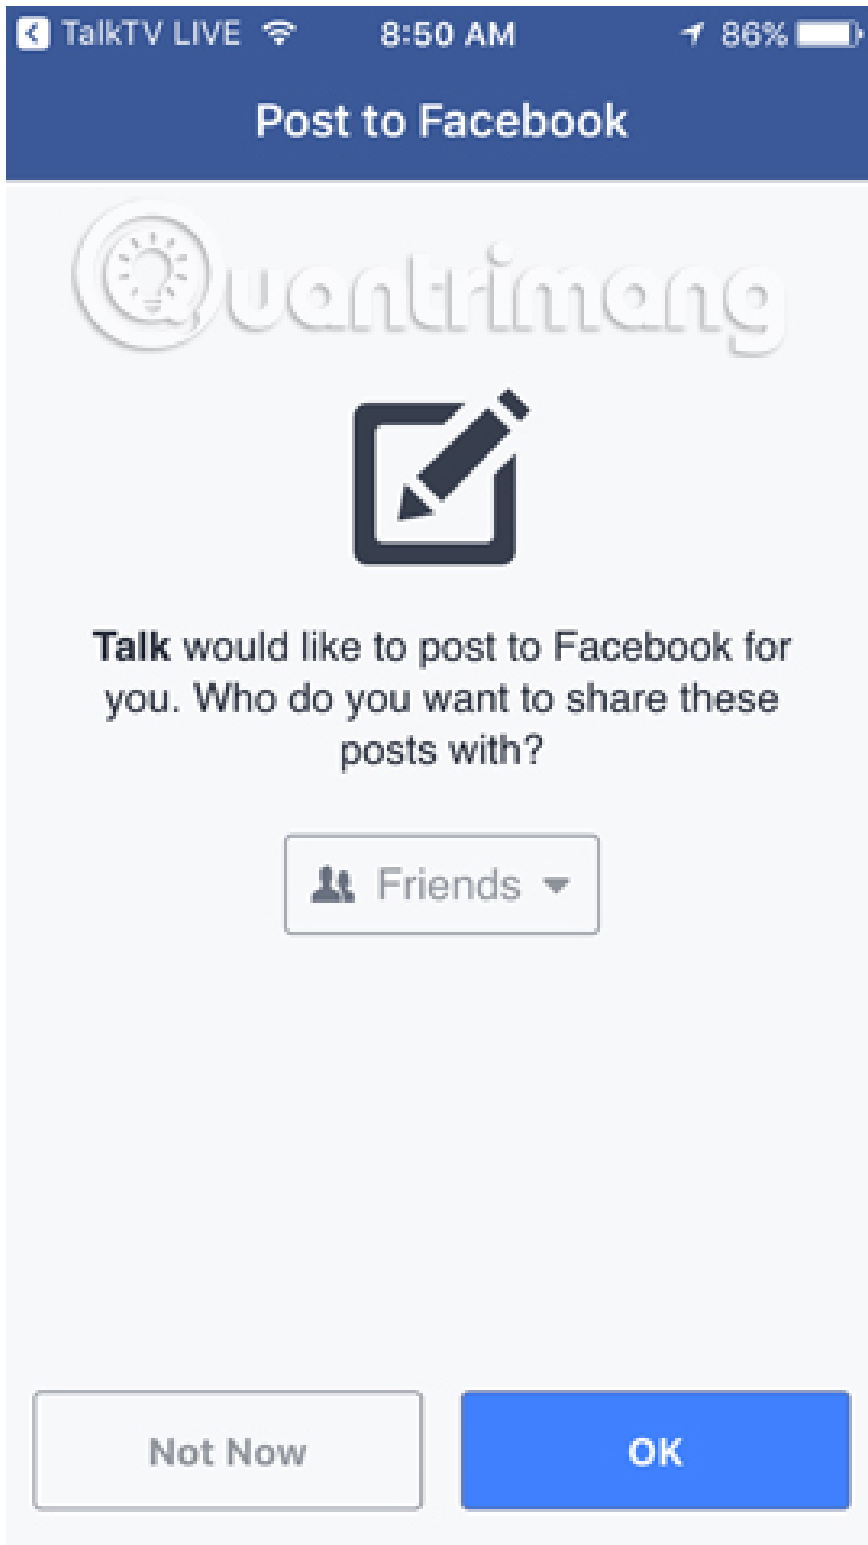 TalkTV LIVE 8:50 AM 86%
Post to Facebook
Quantrimang
Talk would like to post to Facebook for
you. Who do you want to share these
posts with?
Friends
Not Now OK